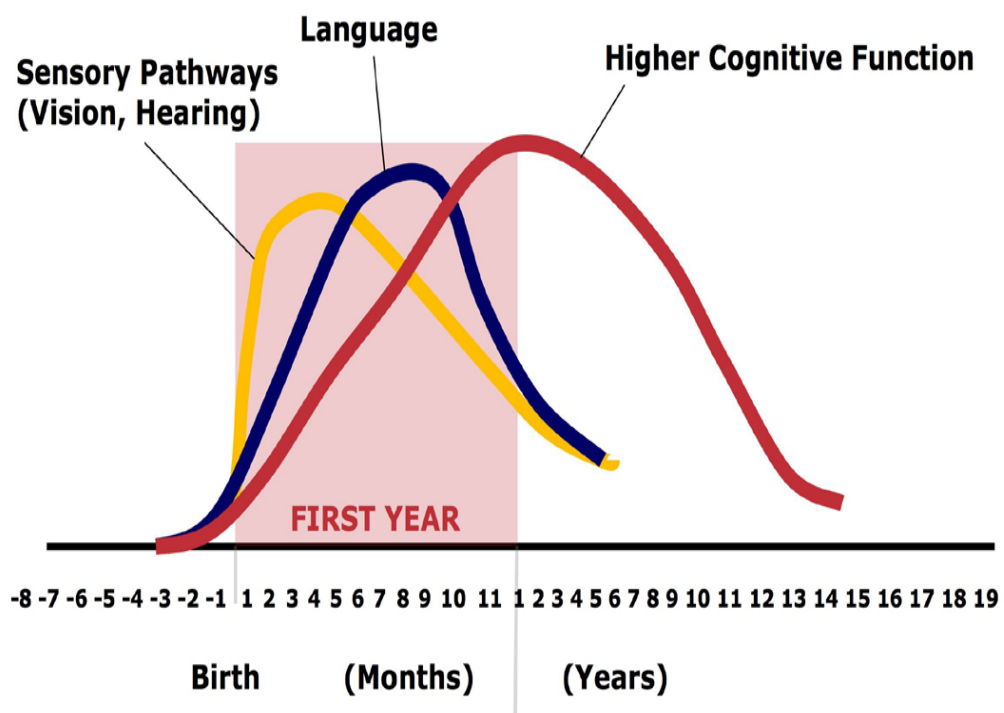 Language
Higher Cognitive Function
Sensory Pathways
(Vision, Hearing)
FIRST YEAR
-8 -7 -6 -5 -4 -3 -2 -1 1 2 3 4 5 6 7 8 9 10 11 1 2 3 4 5 6 7 8 9 10 11 12 13 14 15 16 17 18 19
Birth (Months) (Years)